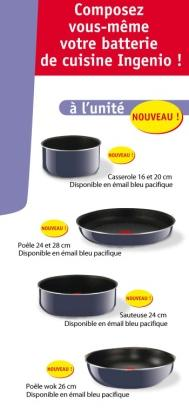 Composez
vous-même
votre batterie
de cuisine Ingenio !
à l'unité
NOUVEAU !
NOUVEAU !
Casserole 16 et 20 cm
Disponible en émail bleu pacifique
NOUVEAU !
Poêle 24 et 28 cm
Disponible en émail bleu pacifique
NOUVEAU !
Sauteuse 24 cm
Disponible en émail bleu pacifique
NOUVEAU !
Poêle wok 26 cm
Disponible en émail bleu pacifique